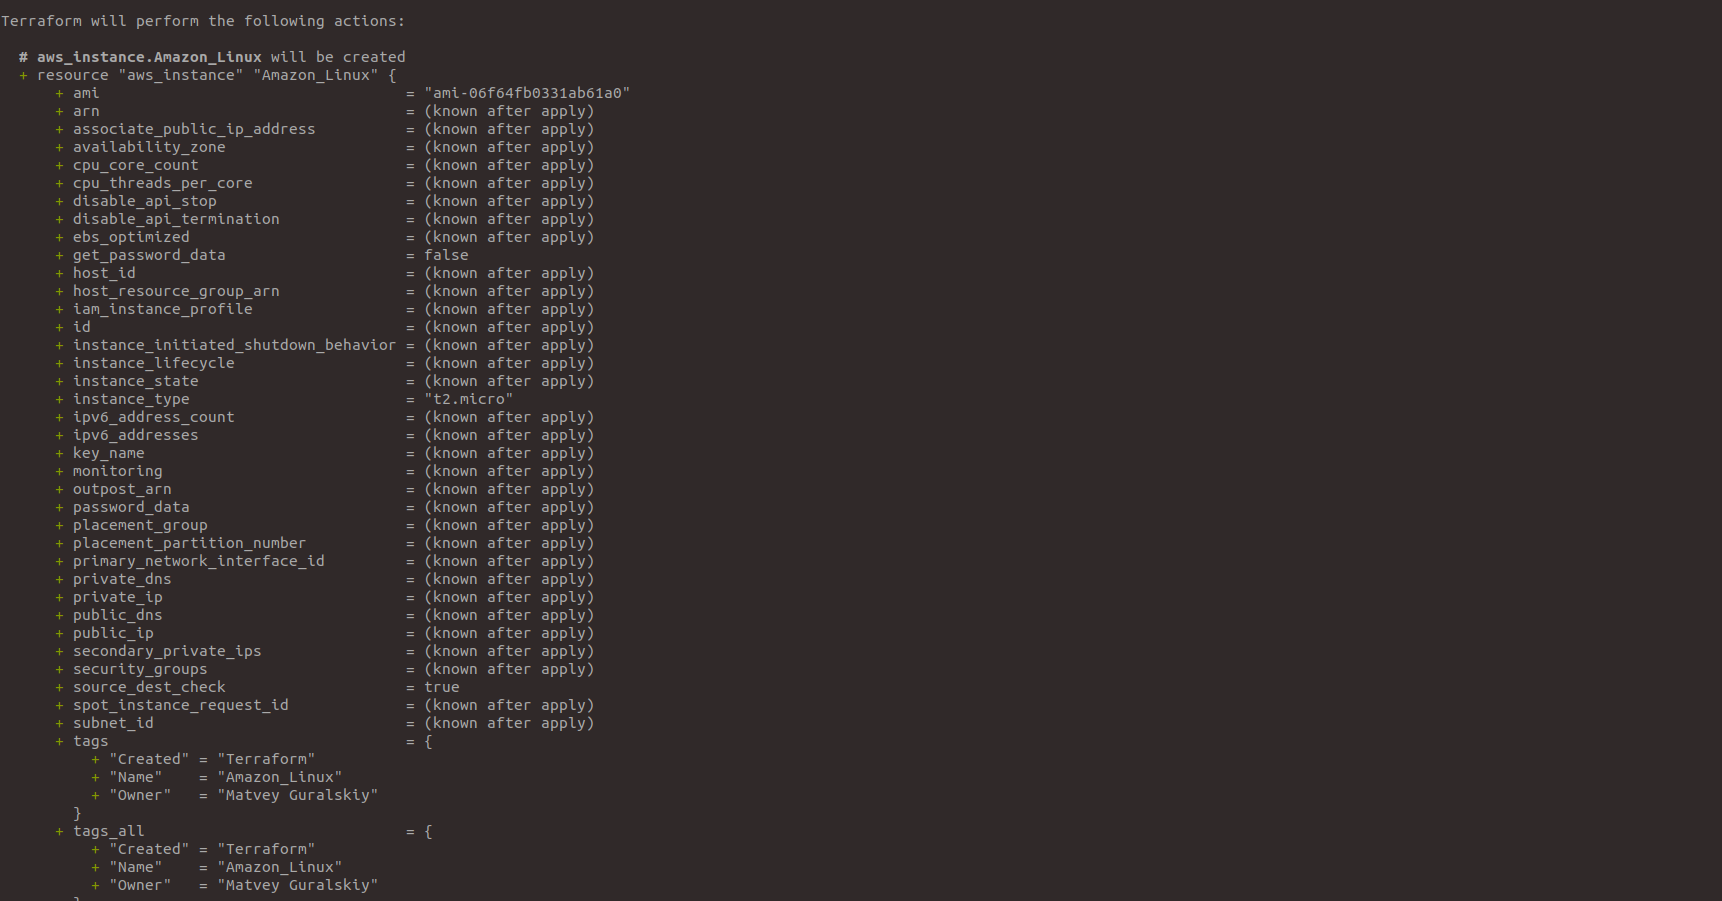 Terraform will perform the following actions:
# aws_instance.Amazon_Linux will be created
+ resource "aws_instance" "Amazon_Linux" {
+ ami = "ami-06f64fb0331ab61a0"
+ arn = (known after apply)
+ associate_public_ip_address = (known after apply)
+ availability_zone = (known after apply)
+ cpu_core_count = (known after apply)
+ cpu_threads_per_core = (known after apply)
+ disable_api_stop = (known after apply)
+ disable_api_termination = (known after apply)
+ ebs_optimized = (known after apply)
+ get_password_data = false
+ host_id = (known after apply)
+ host_resource_group_arn = (known after apply)
+ iam_instance_profile = (known after apply)
+ id = (known after apply)
+ instance_initiated_shutdown_behavior = (known after apply)
+ instance_lifecycle = (known after apply)
+ instance_state = (known after apply)
+ instance_type = "t2.micro"
+ ipv6_address_count = (known after apply)
+ ipv6_addresses = (known after apply)
+ key_name = (known after apply)
+ monitoring = (known after apply)
+ outpost_arn = (known after apply)
+ password_data = (known after apply)
+ placement_group = (known after apply)
+ placement_partition_number = (known after apply)
+ primary_network_interface_id = (known after apply)
+ private_dns = (known after apply)
+ private_ip = (known after apply)
+ public_dns = (known after apply)
+ public_ip = (known after apply)
+ secondary_private_ips = (known after apply)
+ security_groups = (known after apply)
+ source_dest_check = true
+ spot_instance_request_id = (known after apply)
+ subnet_id = (known after apply)
+ tags = {
+ "Created" = "Terraform"
+ "Name" = "Amazon_Linux"
+ "Owner" = "Matvey Guralskiy"
}
+ tags_all = {
+ "Created" = "Terraform"
+ "Name" = "Amazon_Linux"
+ "Owner" = "Matvey Guralskiy"
}